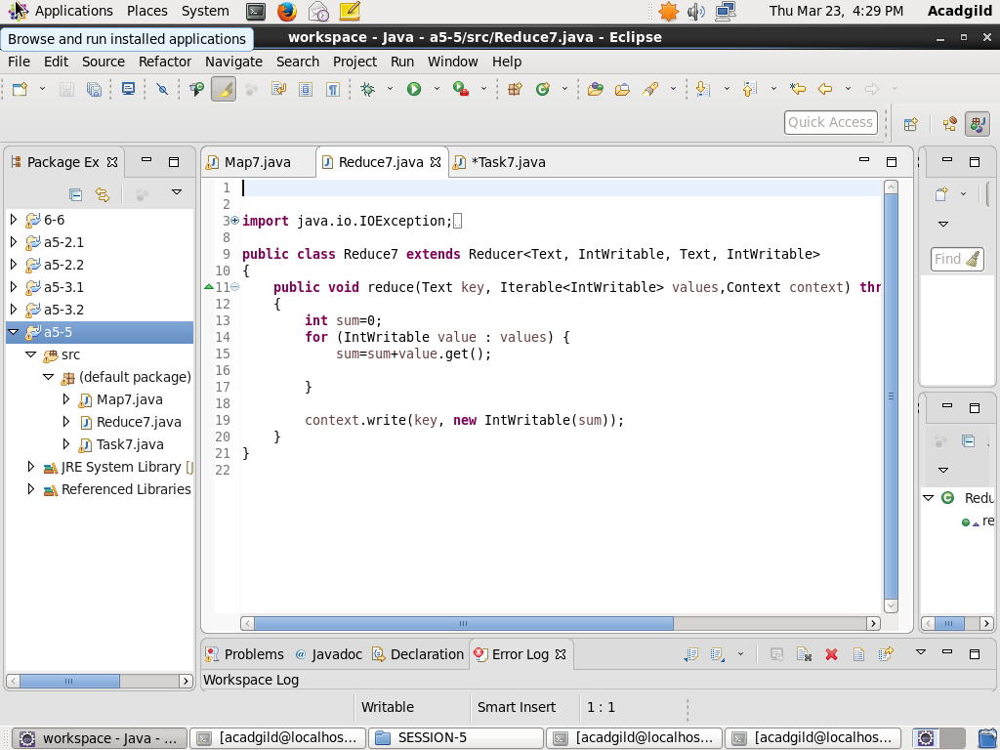 Applications Places System Thu Mar 23, 4:29 PM Acadgild
Browse and run installed applications
workspace - Java - a5-5/src/Reduce7.java - Eclipse
File Edit Source Refactor Navigate Search Project Run Window Help
Quick Access
Package Ex
Map7.java Reduce7.java *Task7.java
6-6
a5-2.1
a5-2.2
a5-3.1
a5-3.2
a5-5
src
(default package)
Map7.java
Reduce7.java
Task7.java
JRE System Library [J
Referenced Libraries
1
2
3 import java.io.IOException;
8
9 public class Reduce7 extends Reducer<Text, IntWritable, Text, IntWritable>
10 {
11 public void reduce(Text key, Iterable<IntWritable> values,Context context) thr
12 {
13 int sum=0;
14 for (IntWritable value : values) {
15 sum=sum+value.get();
16
17 }
18
19 context.write(key, new IntWritable(sum));
20 }
21 }
22
Find
Redu
re
Problems @ Javadoc Declaration Error Log
Workspace Log
Writable Smart Insert 1 : 1
workspace - Java - ... [acadgild@localhos... SESSION-5 [acadgild@localhos... [acadgild@localhos...